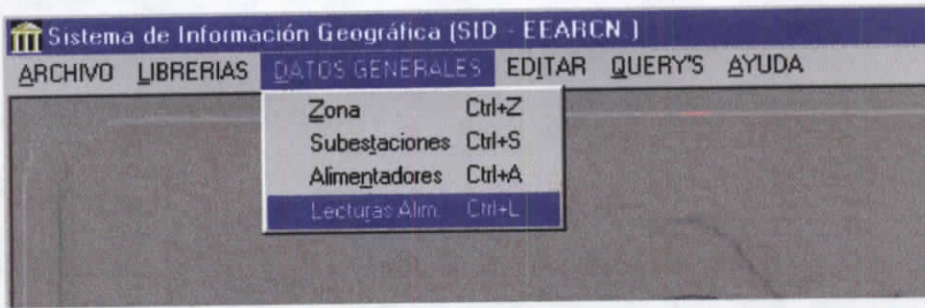 Sistema de Información Geográfica (SID - EEARCN )
ARCHIVO LIBRERIAS DATOS GENERALES EDITAR QUERY'S AYUDA
Zona Ctrl+Z
Subestaciones Ctrl+S
Alimentadores Ctrl+A
Lecturas Alim. Ctrl+L